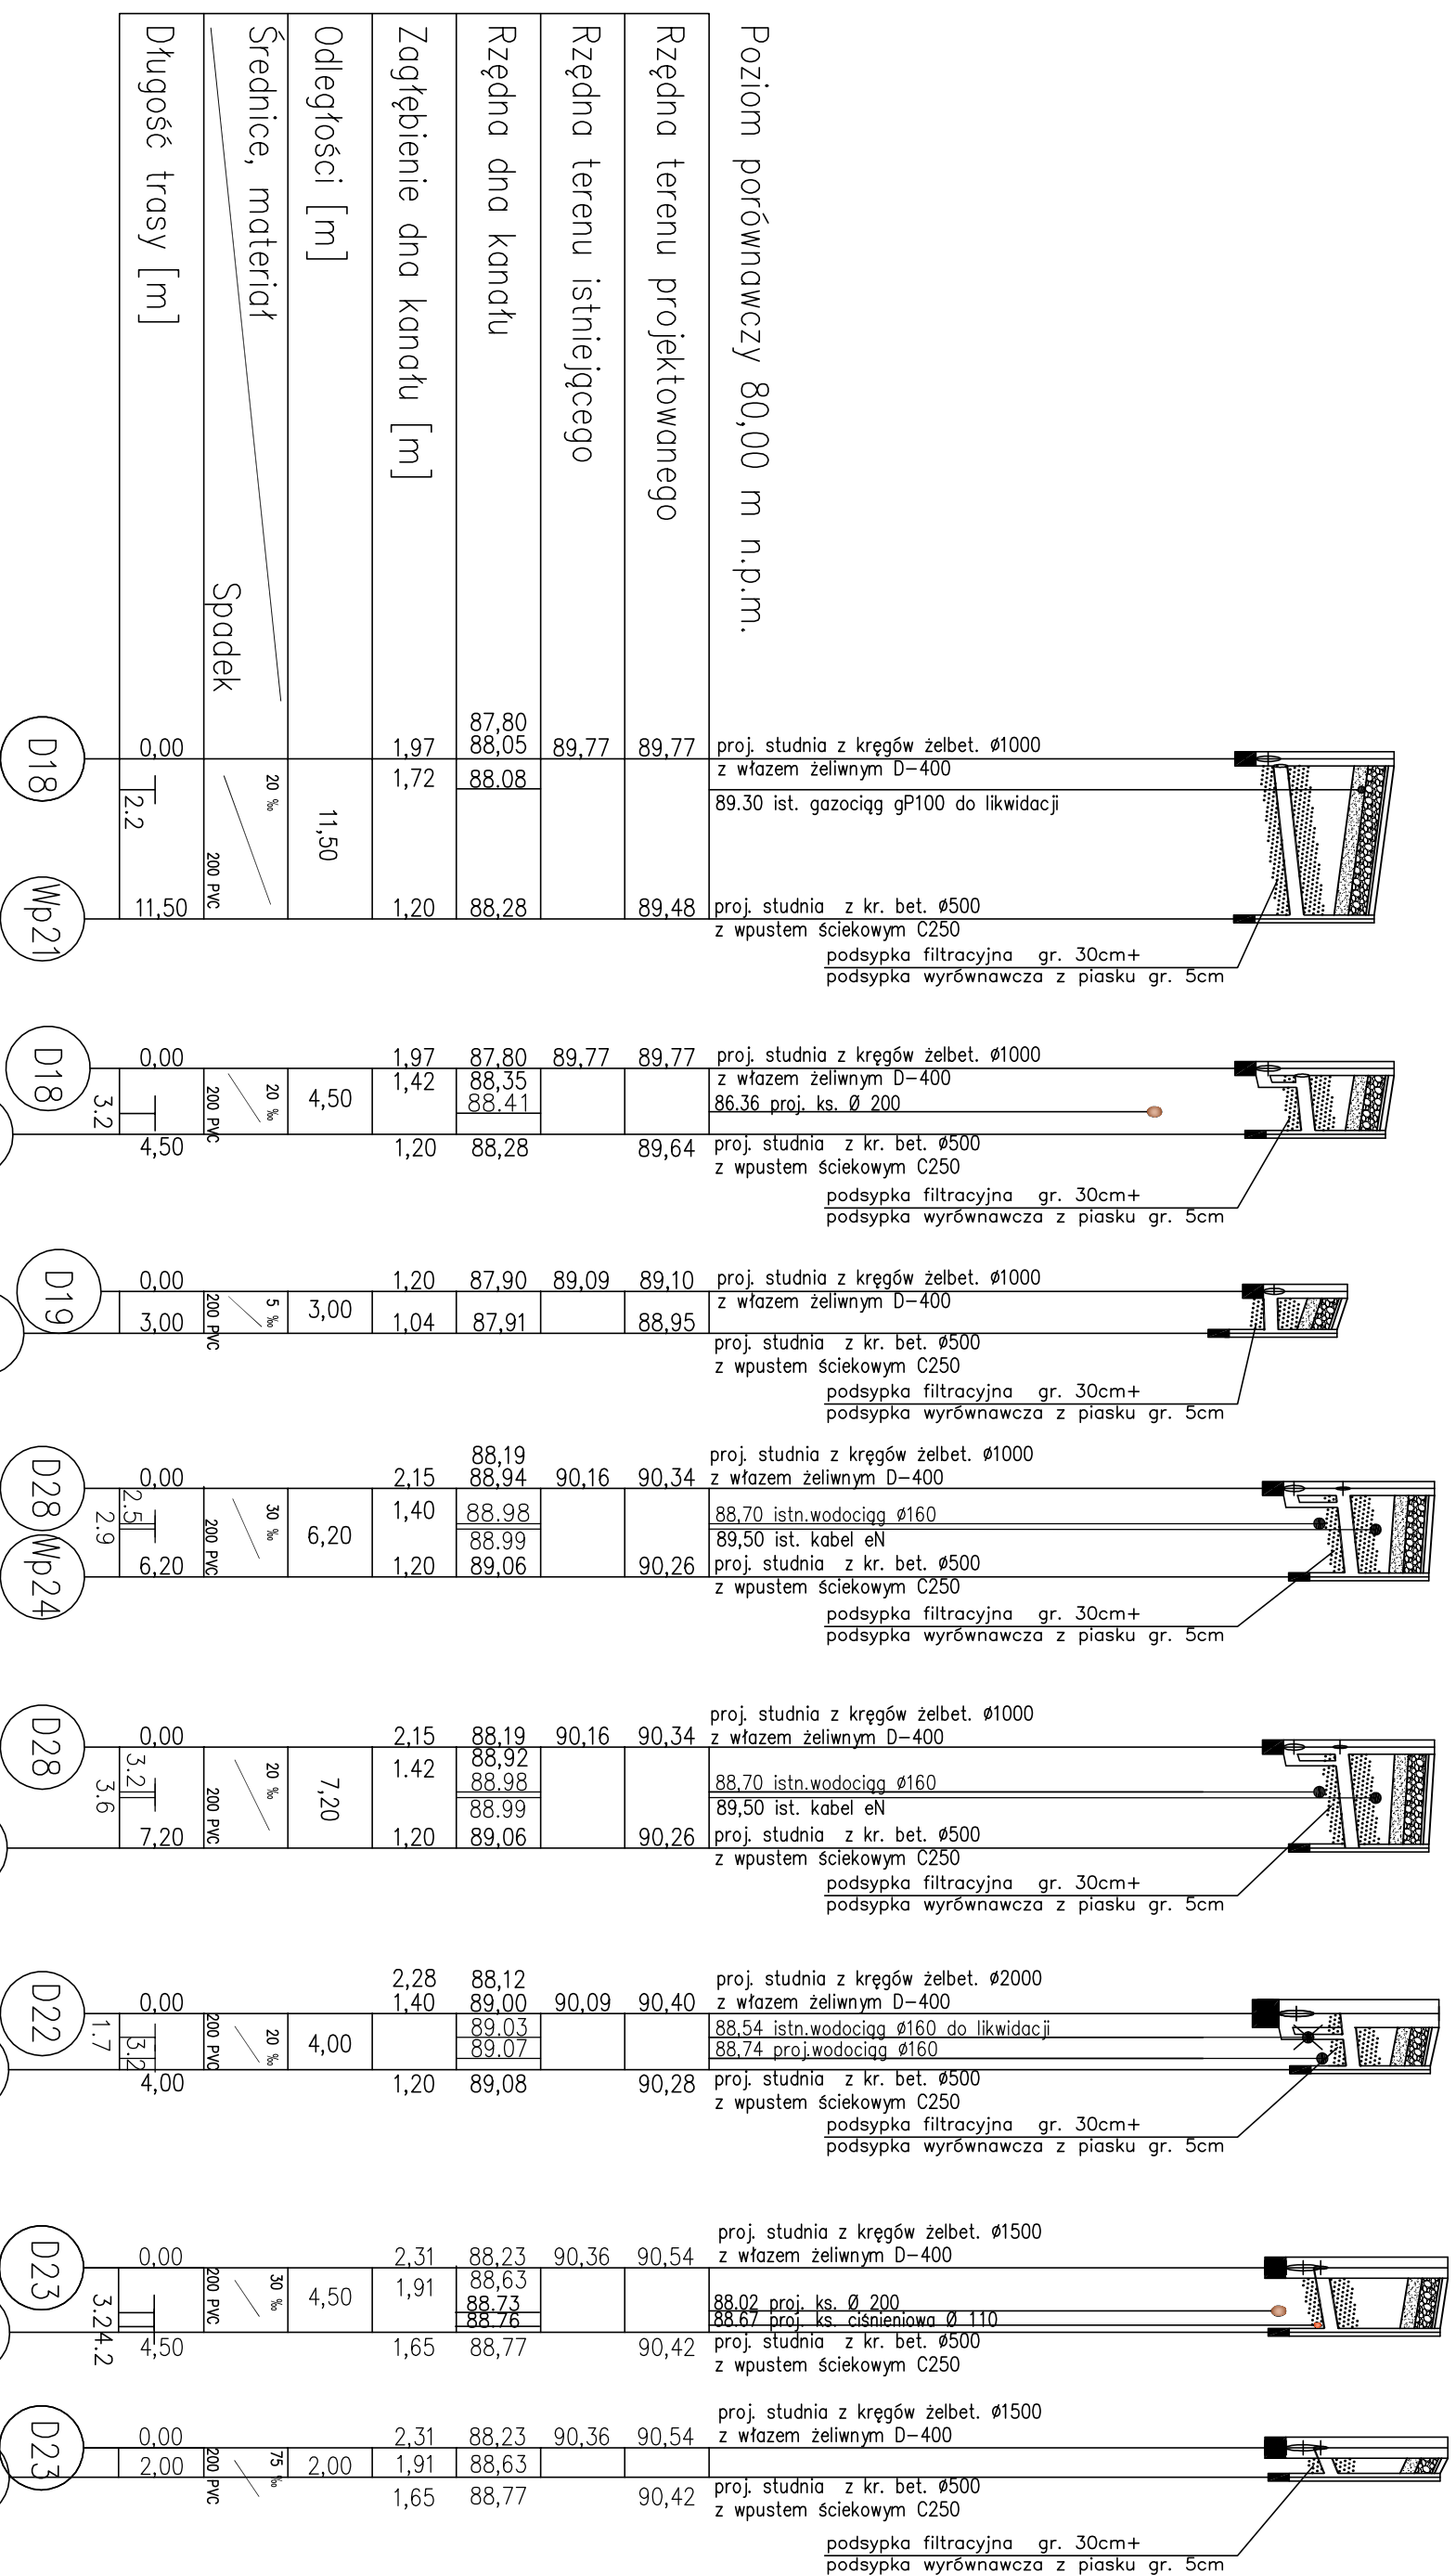 Poziom porównawczy 80,00 m n.p.m.
Rzędna terenu projektowanego
Rzędna terenu istniejącego
Rzędna dna kanału
Zagłębienie dna kanału [m]
Odległości [m]
Średnice, materiał
Spadek
Długość trasy [m]
proj. studnia z kręgów żelbet. Ø1000
z włazem żeliwnym D-400
89.30 ist. gazociąg gP100 do likwidacji
proj. studnia z kr. bet. Ø500
z wpustem ściekowym C250
podsypka filtracyjna gr. 30cm+
podsypka wyrównawcza z piasku gr. 5cm
89,77 89,48
89,77
87,80
88,05 88.08 88,28
1,97 1,72 1,20
11,50
20 ‰ 200 PVC
0,00 2.2 11,50
D18 Wp21
proj. studnia z kręgów żelbet. Ø1000
z włazem żeliwnym D-400
86.36 proj. ks. Ø 200
proj. studnia z kr. bet. Ø500
z wpustem ściekowym C250
podsypka filtracyjna gr. 30cm+
podsypka wyrównawcza z piasku gr. 5cm
89,77 89,64
89,77
87,80 88,35 88.41 88,28
1,97 1,42 1,20
4,50
20 ‰ 200 PVC
0,00 3.2 4,50
D18
proj. studnia z kręgów żelbet. Ø1000
z włazem żeliwnym D-400
proj. studnia z kr. bet. Ø500
z wpustem ściekowym C250
podsypka filtracyjna gr. 30cm+
podsypka wyrównawcza z piasku gr. 5cm
89,10 88,95
89,09
87,90 87,91
1,20 1,04
3,00
5 ‰ 200 PVC
0,00 3,00
D19
proj. studnia z kręgów żelbet. Ø1000
z włazem żeliwnym D-400
88,70 istn.wodociąg Ø160
89,50 ist. kabel eN
proj. studnia z kr. bet. Ø500
z wpustem ściekowym C250
podsypka filtracyjna gr. 30cm+
podsypka wyrównawcza z piasku gr. 5cm
90,34 90,26
90,16
88,19
88,94 88.98 88.99 89,06
2,15 1,40 1,20
6,20
30 ‰ 200 PVC
0,00 2.5 2.9 6,20
D28 Wp24
proj. studnia z kręgów żelbet. Ø1000
z włazem żeliwnym D-400
88,70 istn.wodociąg Ø160
89,50 ist. kabel eN
proj. studnia z kr. bet. Ø500
z wpustem ściekowym C250
podsypka filtracyjna gr. 30cm+
podsypka wyrównawcza z piasku gr. 5cm
90,34 90,26
90,16
88,19 88,92 88.98 88.99 89,06
2,15 1.42 1,20
7,20
20 ‰ 200 PVC
0,00 3.2 3.6 7,20
D28
proj. studnia z kręgów żelbet. Ø2000
z włazem żeliwnym D-400
88,54 istn.wodociąg Ø160 do likwidacji
88,74 proj.wodociąg Ø160
proj. studnia z kr. bet. Ø500
z wpustem ściekowym C250
podsypka filtracyjna gr. 30cm+
podsypka wyrównawcza z piasku gr. 5cm
90,40 90,28
90,09
88,12
89,00 89.03 89.07 89,08
2,28
1,40 1,20
4,00
20 ‰ 200 PVC
0,00 1.7 3.2 4,00
D22
proj. studnia z kręgów żelbet. Ø1500
z włazem żeliwnym D-400
88.02 proj. ks. Ø 200
88.67 proj. ks. ciśnieniowa Ø 110
proj. studnia z kr. bet. Ø500
z wpustem ściekowym C250
90,54 90,42
90,36
88,23 88,63 88.73 88.76 88,77
2,31 1,91 1,65
4,50
30 ‰ 200 PVC
0,00 3.2 4.2 4,50
D23
proj. studnia z kręgów żelbet. Ø1500
z włazem żeliwnym D-400
proj. studnia z kr. bet. Ø500
z wpustem ściekowym C250
podsypka filtracyjna gr. 30cm+
podsypka wyrównawcza z piasku gr. 5cm
90,54 90,42
90,36
88,23 88,63 88,77
2,31 1,91 1,65
2,00
75 ‰ 200 PVC
0,00 2,00
D23